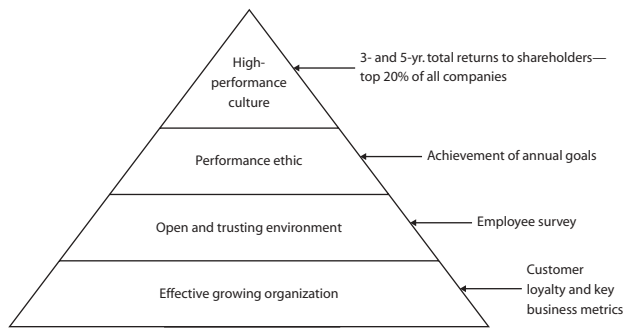 High-
performance
culture
3- and 5-yr. total returns to shareholders—
top 20% of all companies
Performance ethic
Achievement of annual goals
Open and trusting environment
Employee survey
Effective growing organization
Customer
loyalty and key
business metrics